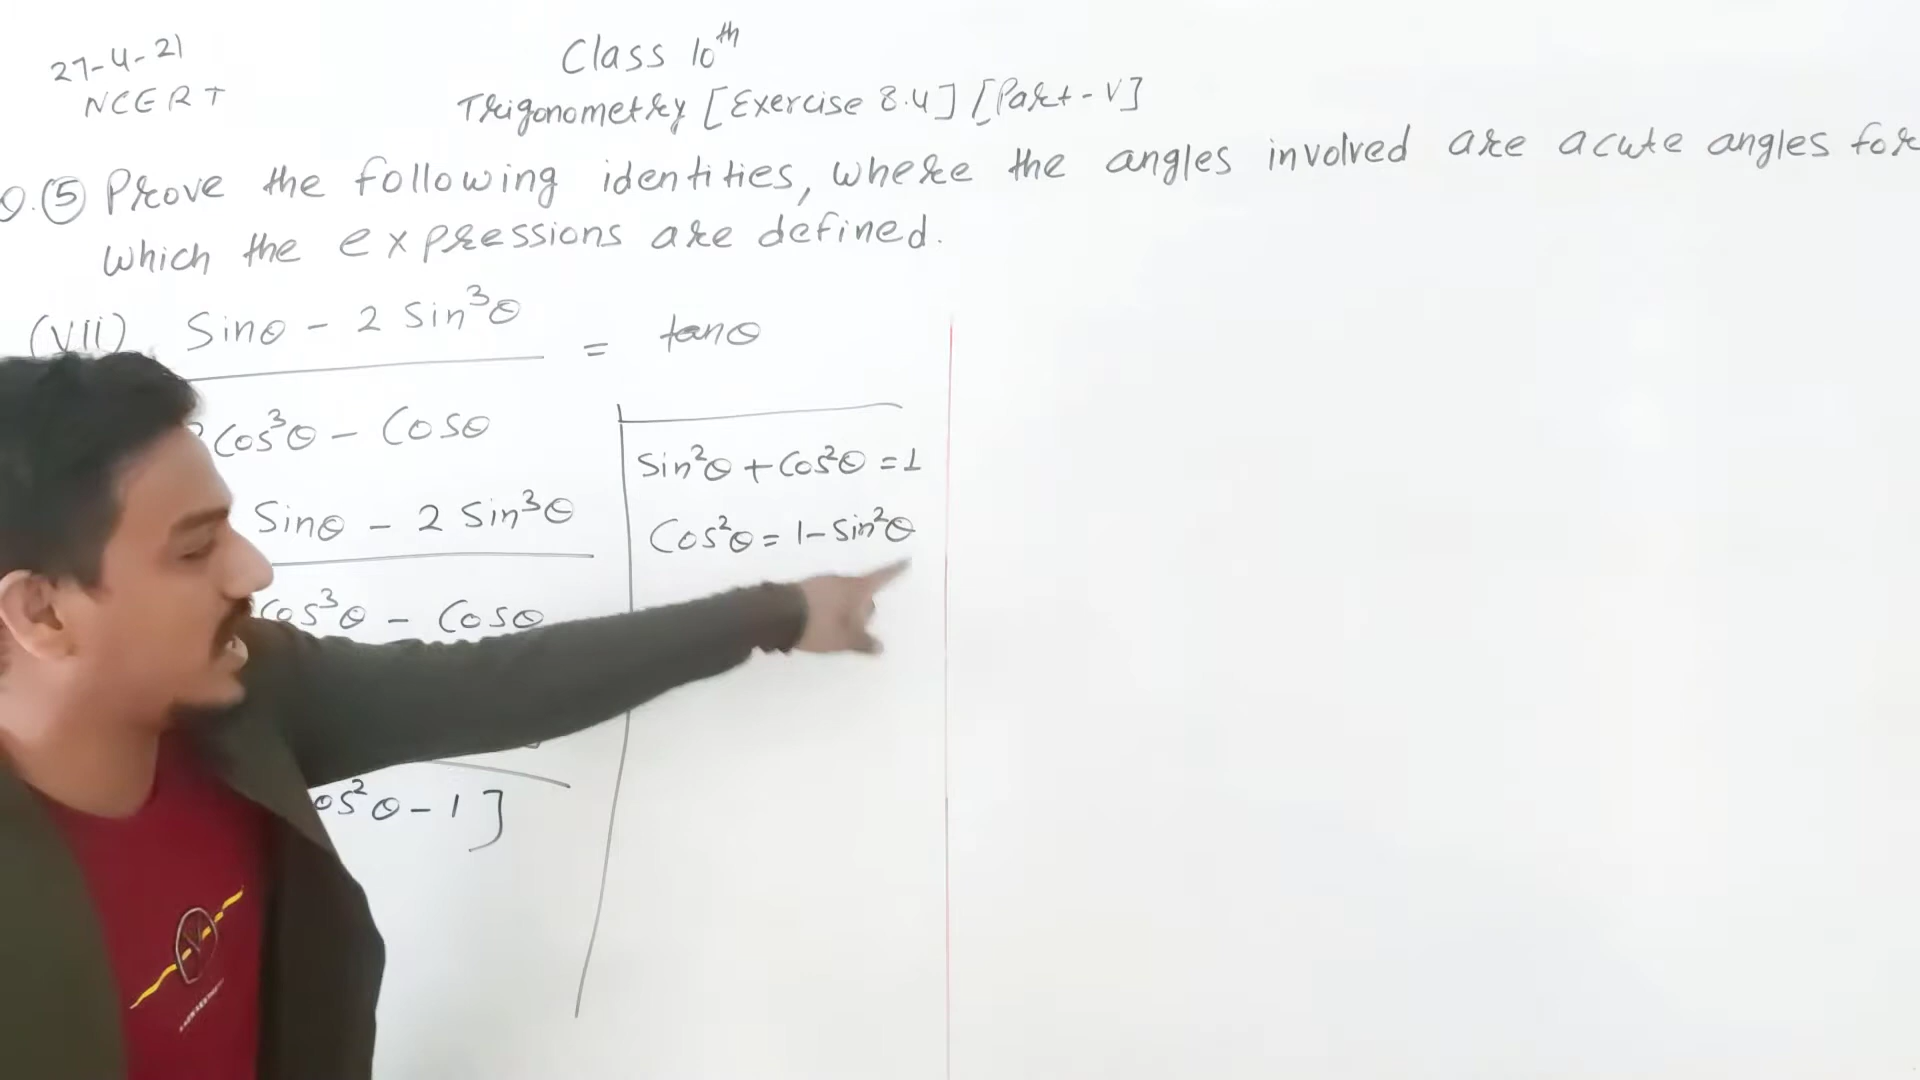 27-4-21
NCERT
Class 10th
Trigonometry [Exercise 8.4] [Part-V]
Q.⑤ Prove the following identities, where the angles involved are acute angles for
which the expressions are defined.
(VII) Sinθ - 2 Sin³θ
= tanθ
Cos³θ - Cosθ
Sinθ - 2 Sin³θ
Cos³θ - Cosθ
os²θ - 1]
Sin²θ + Cos²θ = 1
Cos²θ = 1 - Sin²θ